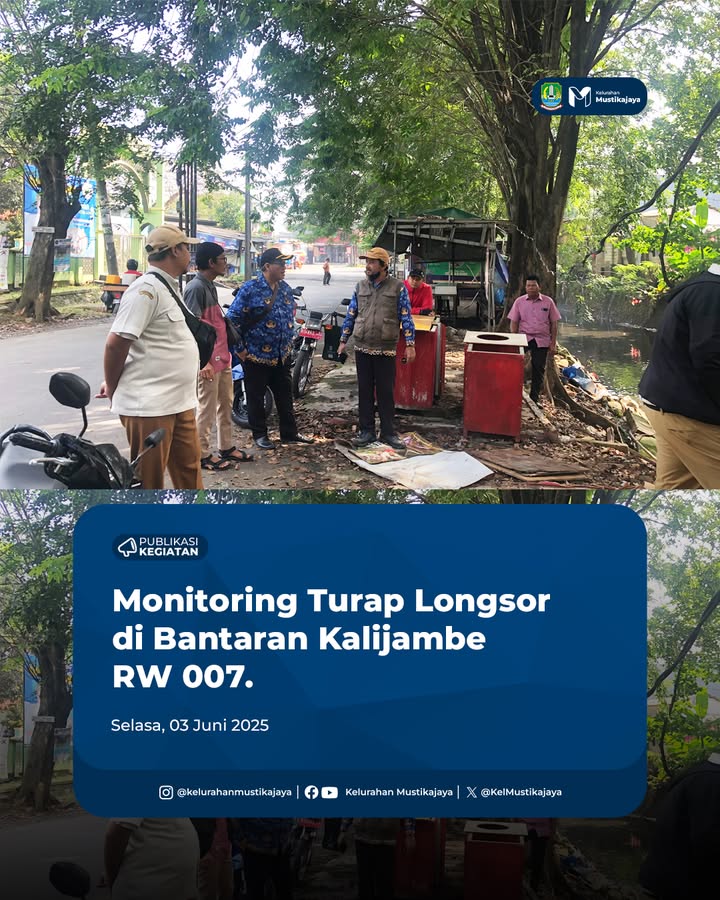 Kelurahan
Mustikajaya
PUBLIKASI
KEGIATAN
Monitoring Turap Longsor
di Bantaran Kalijambe
RW 007.
Selasa, 03 Juni 2025
@kelurahanmustikajaya | Kelurahan Mustikajaya | @KelMustikajaya